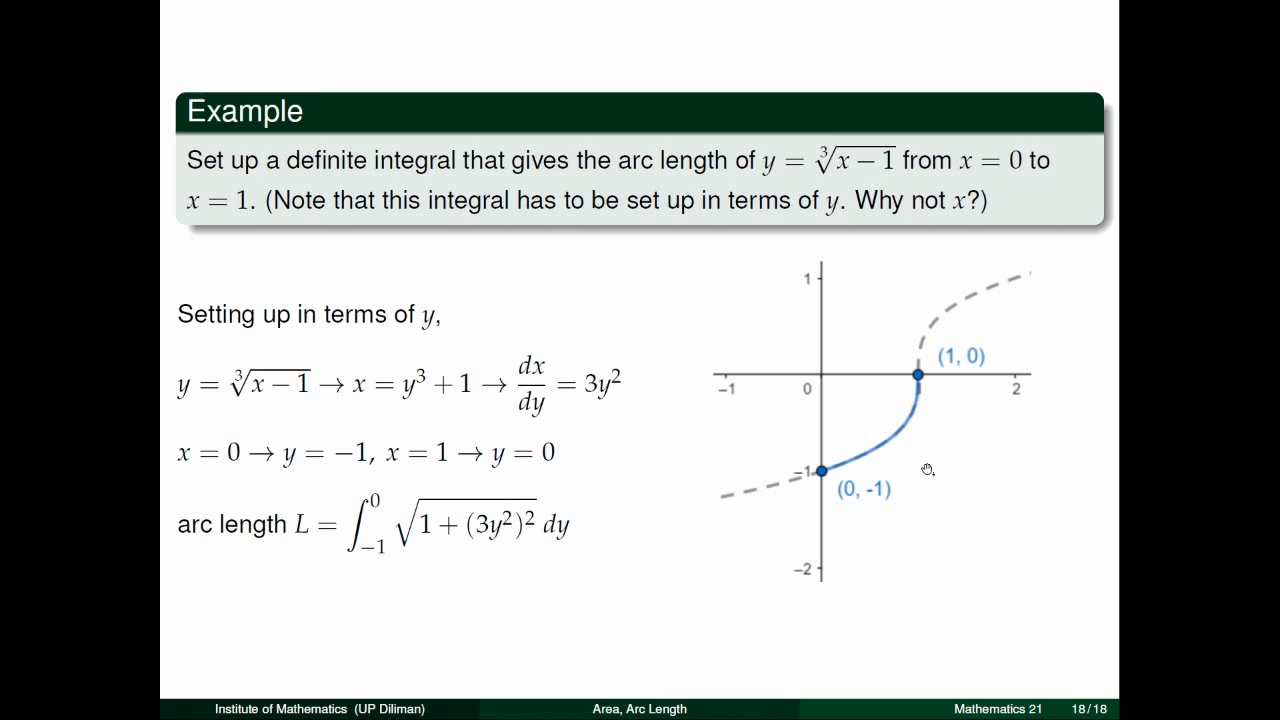 Example
Set up a definite integral that gives the arc length of y = ∛(x − 1) from x = 0 to
x = 1. (Note that this integral has to be set up in terms of y. Why not x?)
Setting up in terms of y,
y = ∛(x − 1) → x = y³ + 1 → dx/dy = 3y²
x = 0 → y = −1, x = 1 → y = 0
arc length L = ∫₋₁⁰ √(1 + (3y²)²) dy
1
(1, 0)
−1 0 2
−1
(0, -1)
−2
Institute of Mathematics (UP Diliman) Area, Arc Length Mathematics 21 18 / 18